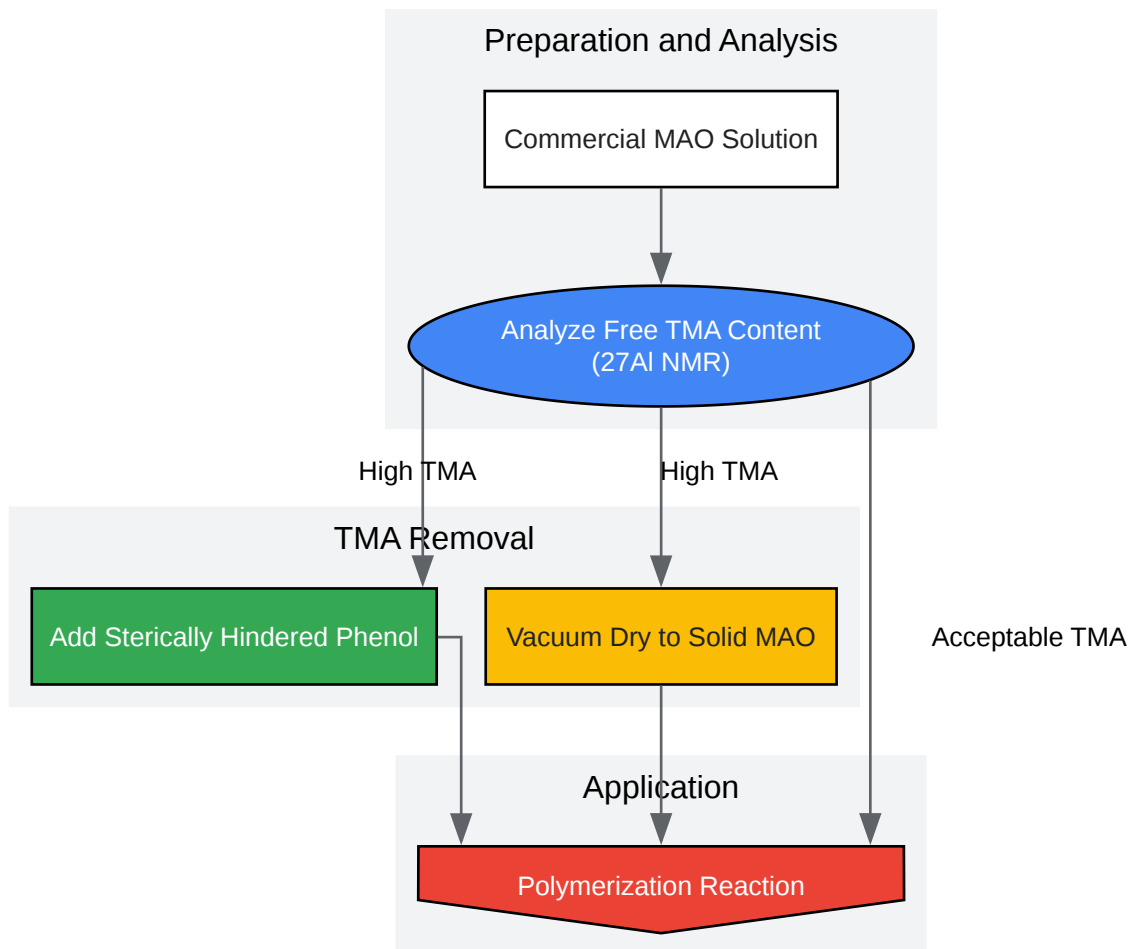 Preparation and Analysis
Commercial MAO Solution
Analyze Free TMA Content
(27Al NMR)
High TMA
High TMA
TMA Removal
Add Sterically Hindered Phenol
Vacuum Dry to Solid MAO
Acceptable TMA
Application
Polymerization Reaction